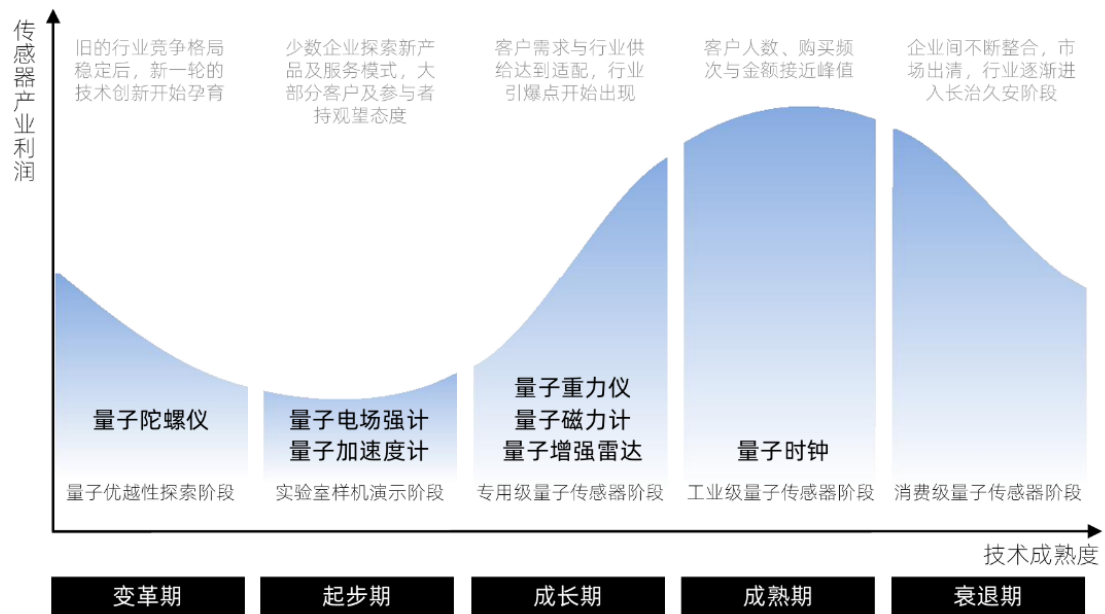 传感器产业利润
旧的行业竞争格局
稳定后，新一轮的
技术创新开始孕育
少数企业探索新产
品及服务模式，大
部分客户及参与者
持观望态度
客户需求与行业供
给达到适配，行业
引爆点开始出现
客户人数、购买频
次与金额接近峰值
企业间不断整合，市
场出清，行业逐渐进
入长治久安阶段
量子陀螺仪
量子电场强计
量子加速度计
量子重力仪
量子磁力计
量子增强雷达
量子时钟
量子优越性探索阶段
实验室样机演示阶段
专用级量子传感器阶段
工业级量子传感器阶段
消费级量子传感器阶段
技术成熟度
变革期
起步期
成长期
成熟期
衰退期